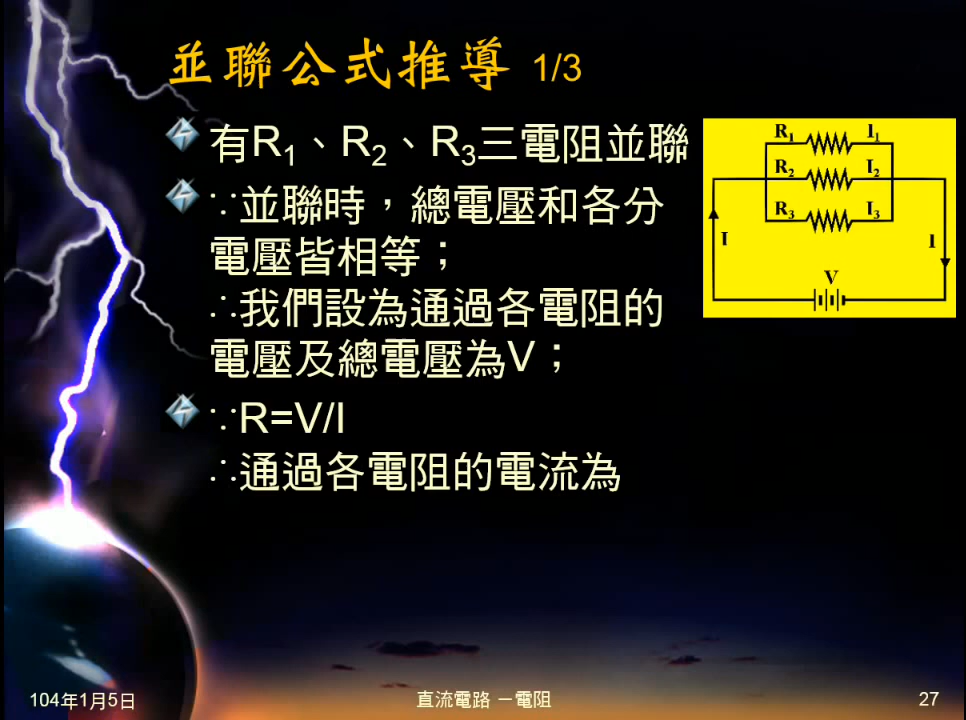 並聯公式推導 1/3
有R₁、R₂、R₃三電阻並聯
∵並聯時，總電壓和各分
電壓皆相等；
∴我們設為通過各電阻的
電壓及總電壓為V；
∵R=V/I
∴通過各電阻的電流為
R₁ I₁
R₂ I₂
R₃ I₃
I I
V
104年1月5日 直流電路 －電阻 27